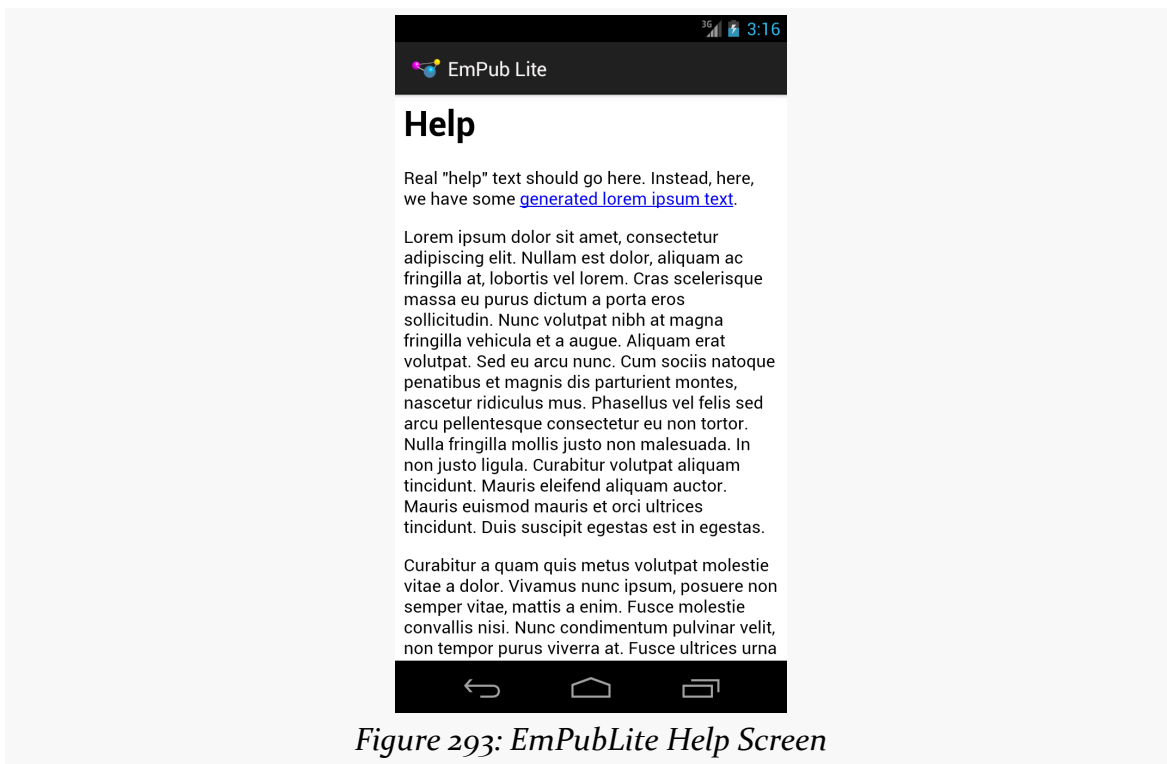 3G 3:16
EmPub Lite
Help
Real "help" text should go here. Instead, here,
we have some generated lorem ipsum text.
Lorem ipsum dolor sit amet, consectetur
adipiscing elit. Nullam est dolor, aliquam ac
fringilla at, lobortis vel lorem. Cras scelerisque
massa eu purus dictum a porta eros
sollicitudin. Nunc volutpat nibh at magna
fringilla vehicula et a augue. Aliquam erat
volutpat. Sed eu arcu nunc. Cum sociis natoque
penatibus et magnis dis parturient montes,
nascetur ridiculus mus. Phasellus vel felis sed
arcu pellentesque consectetur eu non tortor.
Nulla fringilla mollis justo non malesuada. In
non justo ligula. Curabitur volutpat aliquam
tincidunt. Mauris eleifend aliquam auctor.
Mauris euismod mauris et orci ultrices
tincidunt. Duis suscipit egestas est in egestas.
Curabitur a quam quis metus volutpat molestie
vitae a dolor. Vivamus nunc ipsum, posuere non
semper vitae, mattis a enim. Fusce molestie
convallis nisi. Nunc condimentum pulvinar velit,
non tempor purus viverra at. Fusce ultrices urna
Figure 293: EmPubLite Help Screen